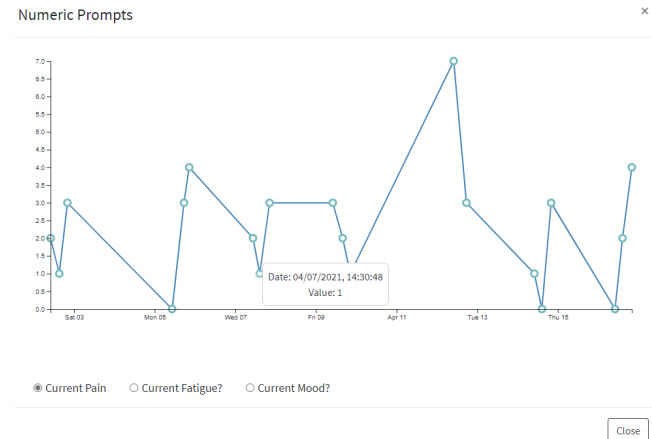 Numeric Prompts
×
7.0
6.5
6.0
5.5
5.0
4.5
4.0
3.5
3.0
2.5
2.0
1.5
1.0
0.5
0.0
Date: 04/07/2021, 14:30:48
Value: 1
Sat 03 Mon 05 Wed 07 Fri 09 Apr 11 Tue 13 Thu 15
Current Pain Current Fatigue? Current Mood?
Close